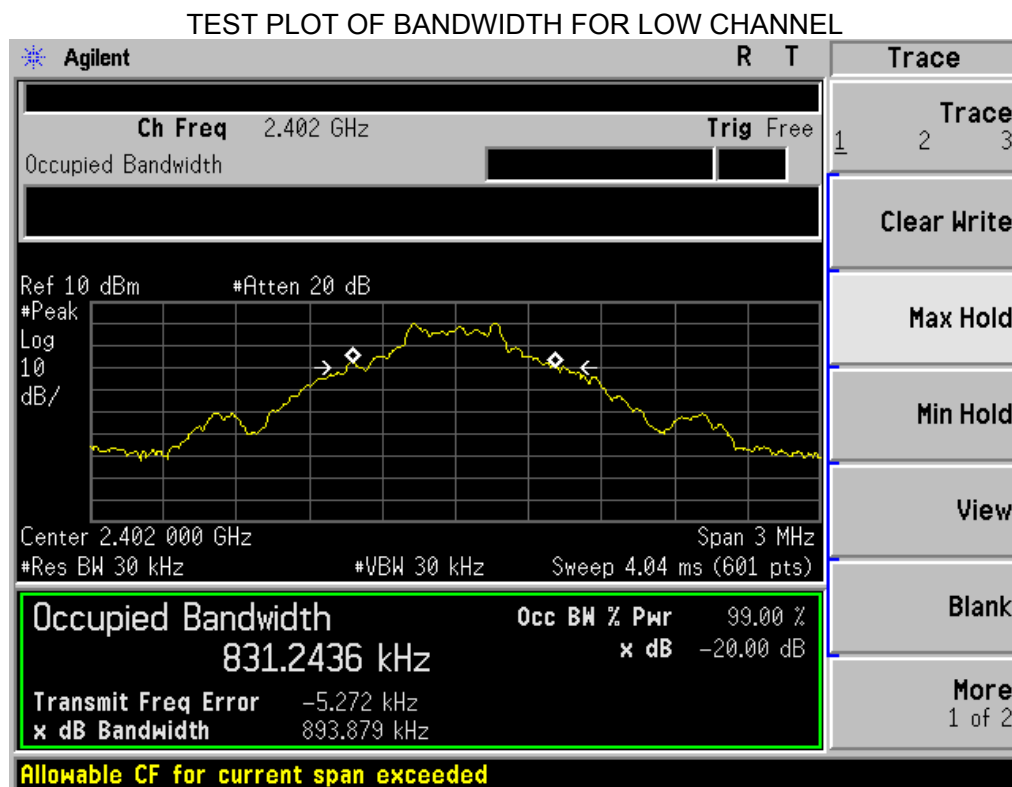 TEST PLOT OF BANDWIDTH FOR LOW CHANNEL
Agilent R T Trace
Ch Freq 2.402 GHz Trig Free
Occupied Bandwidth
Ref 10 dBm #Atten 20 dB
#Peak
Log
10
dB/
Center 2.402 000 GHz Span 3 MHz
#Res BW 30 kHz #VBW 30 kHz Sweep 4.04 ms (601 pts)
Occupied Bandwidth Occ BW % Pwr 99.00 %
831.2436 kHz x dB -20.00 dB
Transmit Freq Error -5.272 kHz
x dB Bandwidth 893.879 kHz
Allowable CF for current span exceeded
Trace
1 2 3
Clear Write
Max Hold
Min Hold
View
Blank
More
1 of 2